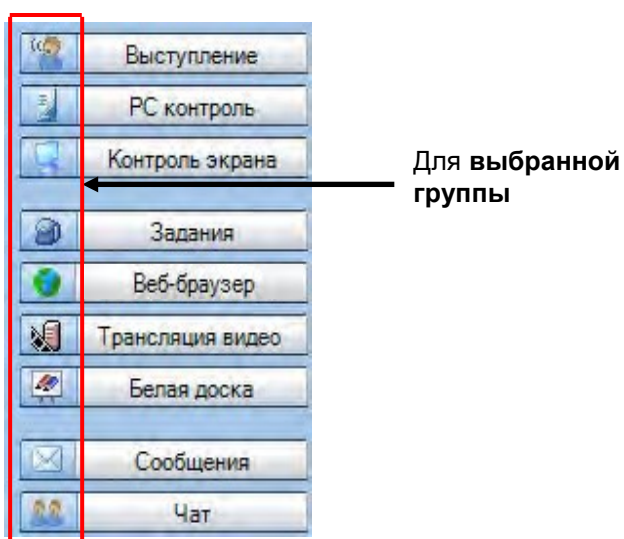 Выступление
PC контроль
Контроль экрана
Для выбранной
группы
Задания
Веб-браузер
Трансляция видео
Белая доска
Сообщения
Чат